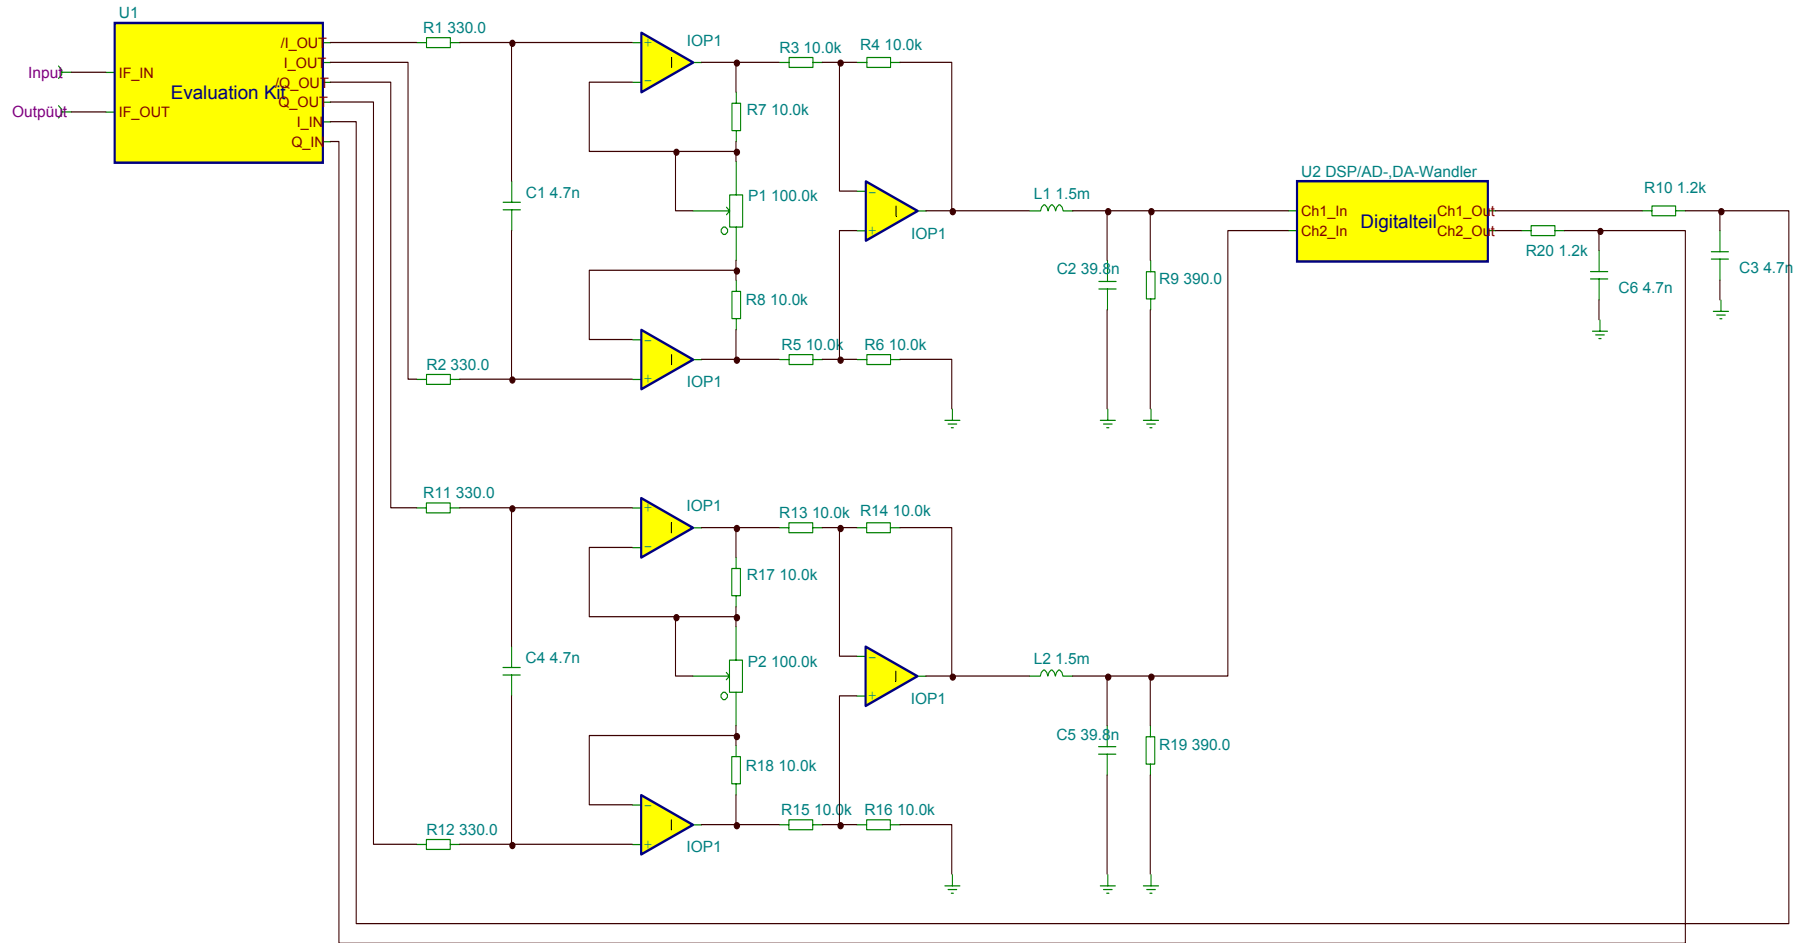 U1
/I_OUT
I_OUT
/Q_OUT
Q_OUT
I_IN
Q_IN
Input
IF_IN
Evaluation Kit
Outpüut
IF_OUT
R1 330.0
IOP1
R3 10.0k
R4 10.0k
R7 10.0k
C1 4.7n
P1 100.0k
IOP1
L1 1.5m
C2 39.8n
R9 390.0
R8 10.0k
R2 330.0
IOP1
R5 10.0k
R6 10.0k
U2 DSP/AD-,DA-Wandler
Ch1_In
Ch2_In
Digitalteil
Ch1_Out
Ch2_Out
R10 1.2k
R20 1.2k
C6 4.7n
C3 4.7n
R11 330.0
IOP1
R13 10.0k
R14 10.0k
R17 10.0k
C4 4.7n
P2 100.0k
IOP1
L2 1.5m
C5 39.8n
R19 390.0
R18 10.0k
R12 330.0
IOP1
R15 10.0k
R16 10.0k